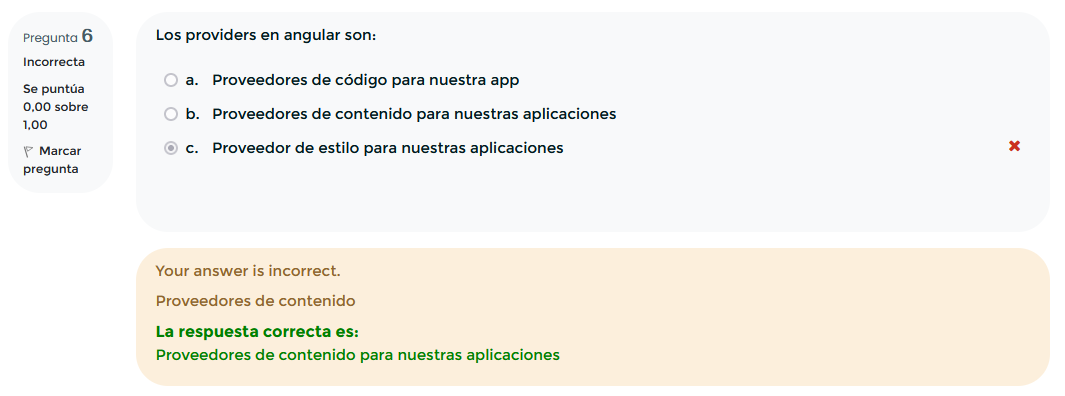 Pregunta 6
Incorrecta
Se puntúa
0,00 sobre
1,00
Marcar
pregunta
Los providers en angular son:
a. Proveedores de código para nuestra app
b. Proveedores de contenido para nuestras aplicaciones
c. Proveedor de estilo para nuestras aplicaciones
Your answer is incorrect.
Proveedores de contenido
La respuesta correcta es:
Proveedores de contenido para nuestras aplicaciones